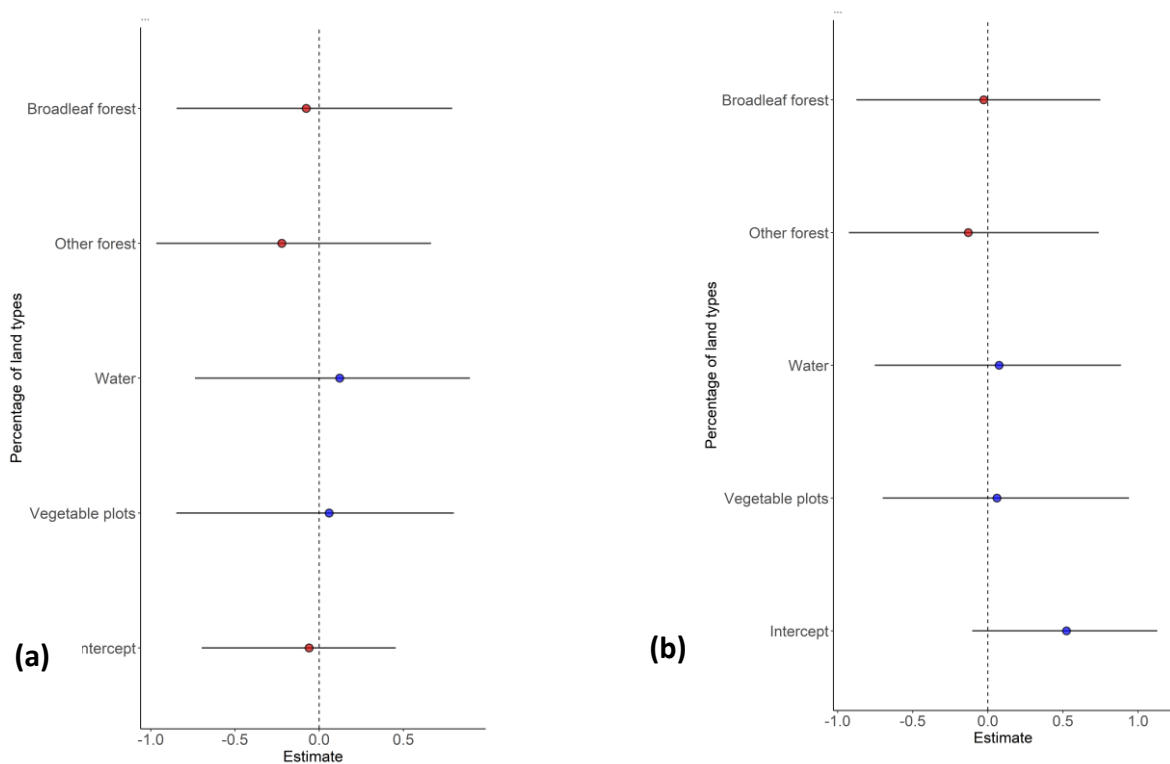 ...
Broadleaf forest
Other forest
Water
Vegetable plots
ntercept
Percentage of land types
-1.0
-0.5
0.0
0.5
Estimate
(a)
...
Broadleaf forest
Other forest
Water
Vegetable plots
Intercept
Percentage of land types
-1.0
-0.5
0.0
0.5
1.0
Estimate
(b)